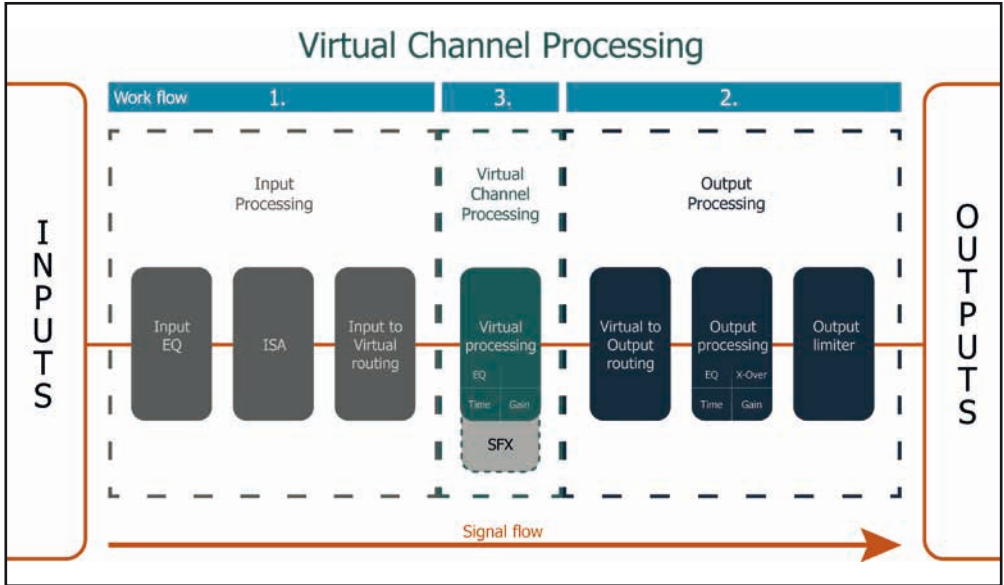 Virtual Channel Processing
Work flow 1. 3. 2.
INPUTS
Input
Processing
Virtual
Channel
Processing
Output
Processing
OUTPUTS
Input
EQ
ISA
Input to
Virtual
routing
Virtual
processing
EQ
Time Gain
SFX
Virtual to
Output
routing
Output
processing
EQ X-Over
Time Gain
Output
limiter
Signal flow